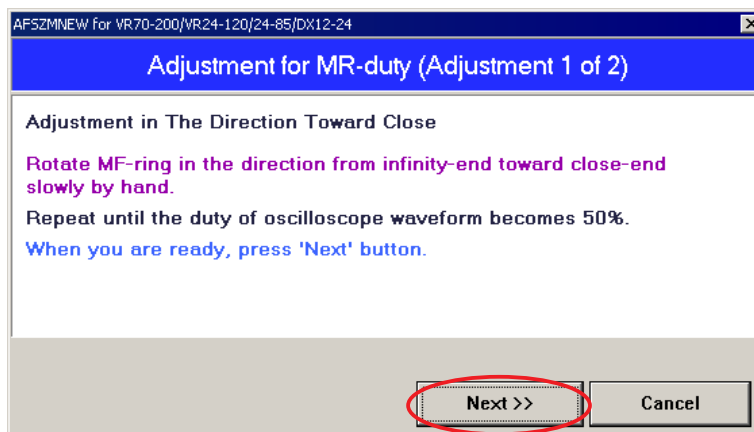 AFSZMNEW for VR70-200/VR24-120/24-85/DX12-24
Adjustment for MR-duty (Adjustment 1 of 2)
Adjustment in The Direction Toward Close
Rotate MF-ring in the direction from infinity-end toward close-end
slowly by hand.
Repeat until the duty of oscilloscope waveform becomes 50%.
When you are ready, press 'Next' button.
Next >>
Cancel